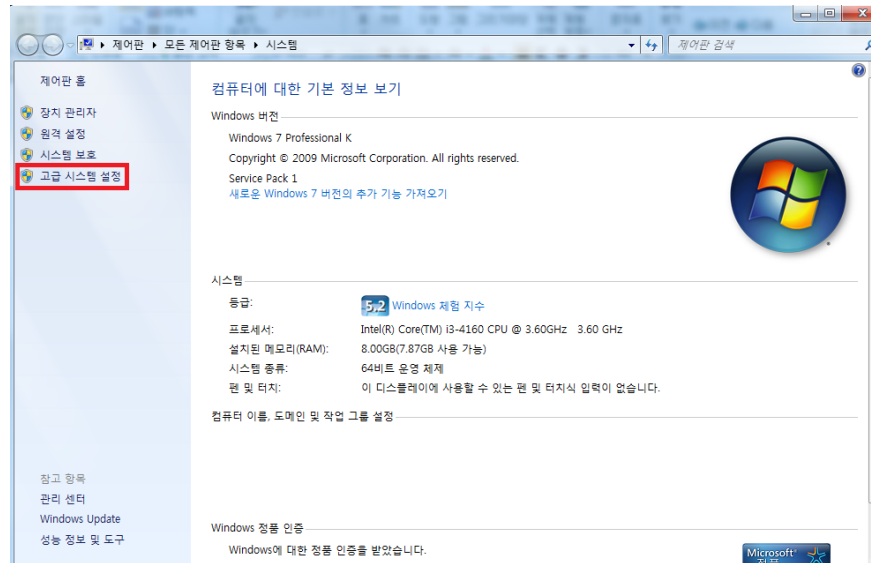 제어판 ▸ 모든 제어판 항목 ▸ 시스템
제어판 검색
제어판 홈
장치 관리자
원격 설정
시스템 보호
고급 시스템 설정
컴퓨터에 대한 기본 정보 보기
Windows 버전
Windows 7 Professional K
Copyright © 2009 Microsoft Corporation. All rights reserved.
Service Pack 1
새로운 Windows 7 버전의 추가 기능 가져오기
시스템
등급: 5.2 Windows 체험 지수
프로세서: Intel(R) Core(TM) i3-4160 CPU @ 3.60GHz 3.60 GHz
설치된 메모리(RAM): 8.00GB(7.87GB 사용 가능)
시스템 종류: 64비트 운영 체제
펜 및 터치: 이 디스플레이에 사용할 수 있는 펜 및 터치식 입력이 없습니다.
컴퓨터 이름, 도메인 및 작업 그룹 설정
참고 항목
관리 센터
Windows Update
성능 정보 및 도구
Windows 정품 인증
Windows에 대한 정품 인증을 받았습니다.
Microsoft